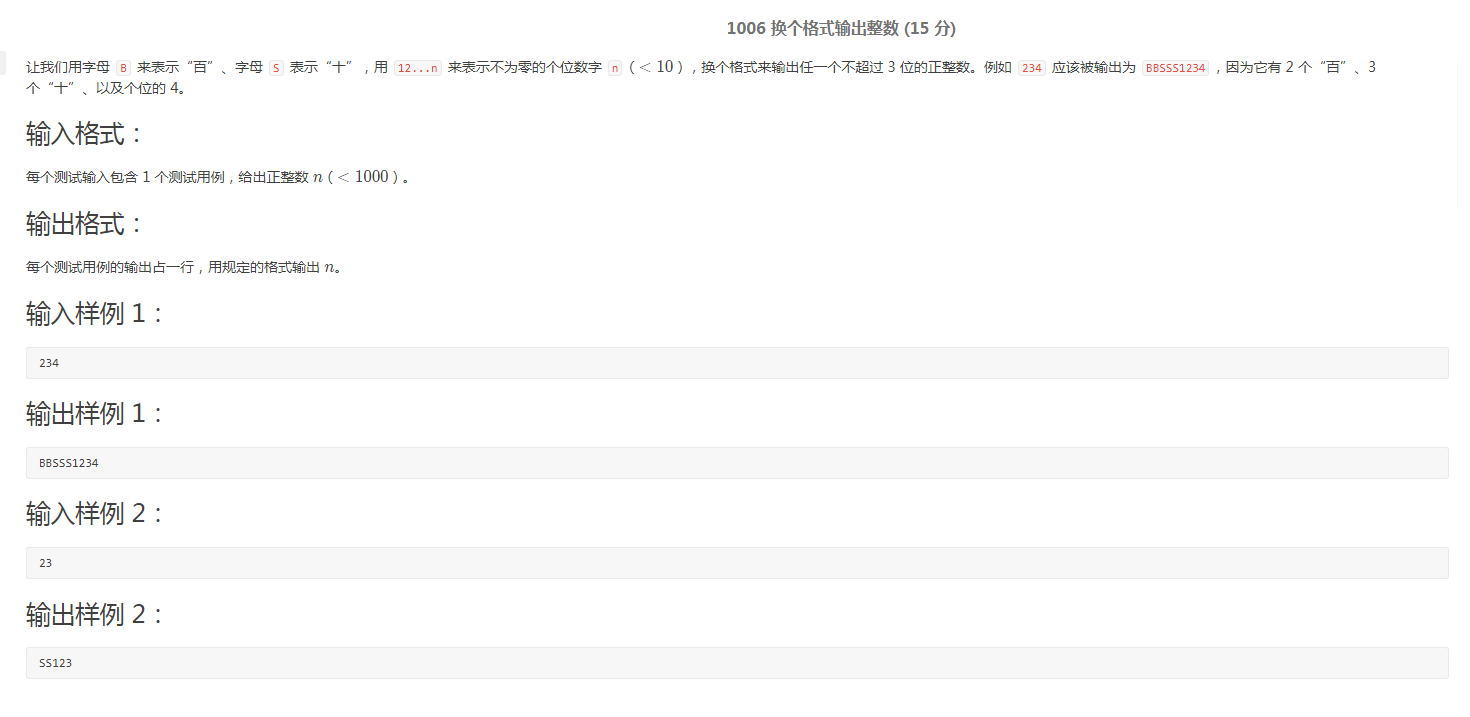 1006 换个格式输出整数 (15 分)
让我们用字母 B 来表示“百”、字母 S 表示“十”，用 12...n 来表示不为零的个位数字 n（< 10），换个格式来输出任一个不超过 3 位的正整数。例如 234 应该被输出为 BBSSS1234，因为它有 2 个“百”、3
个“十”、以及个位的 4。
输入格式：
每个测试输入包含 1 个测试用例，给出正整数 n（< 1000）。
输出格式：
每个测试用例的输出占一行，用规定的格式输出 n。
输入样例 1：
234
输出样例 1：
BBSSS1234
输入样例 2：
23
输出样例 2：
SS123